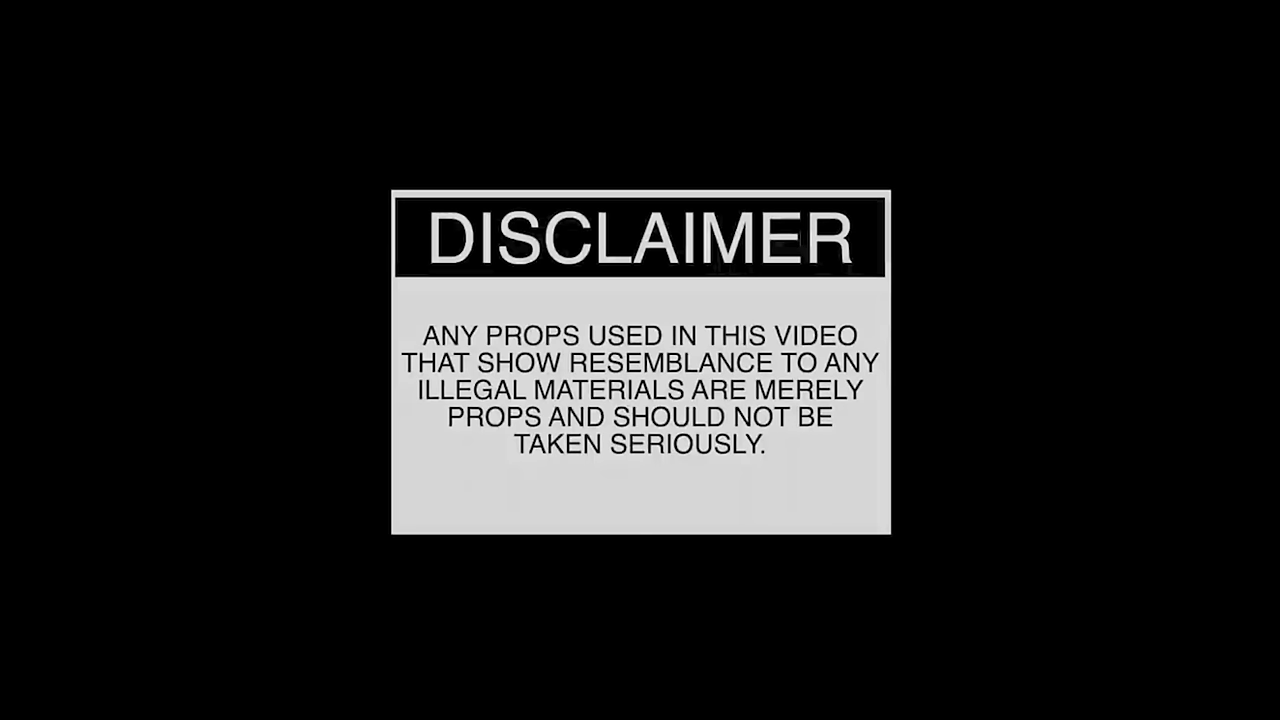 DISCLAIMER
ANY PROPS USED IN THIS VIDEO
THAT SHOW RESEMBLANCE TO ANY
ILLEGAL MATERIALS ARE MERELY
PROPS AND SHOULD NOT BE
TAKEN SERIOUSLY.